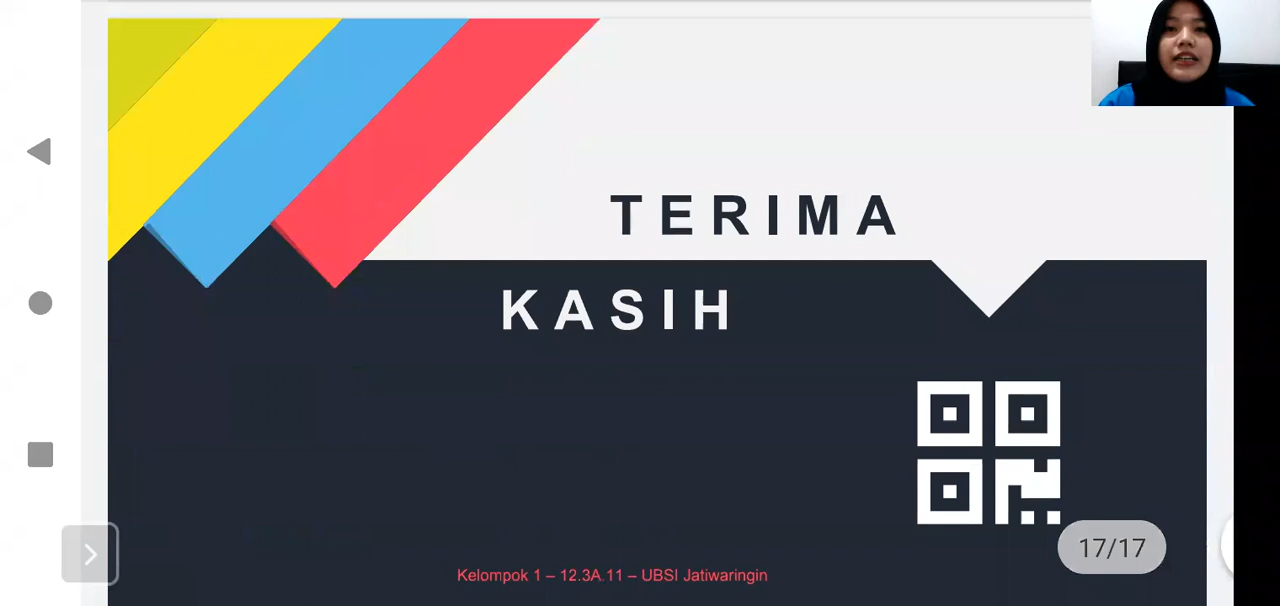 TERIMA
KASIH
17/17
Kelompok 1 – 12.3A.11 – UBSI Jatiwaringin